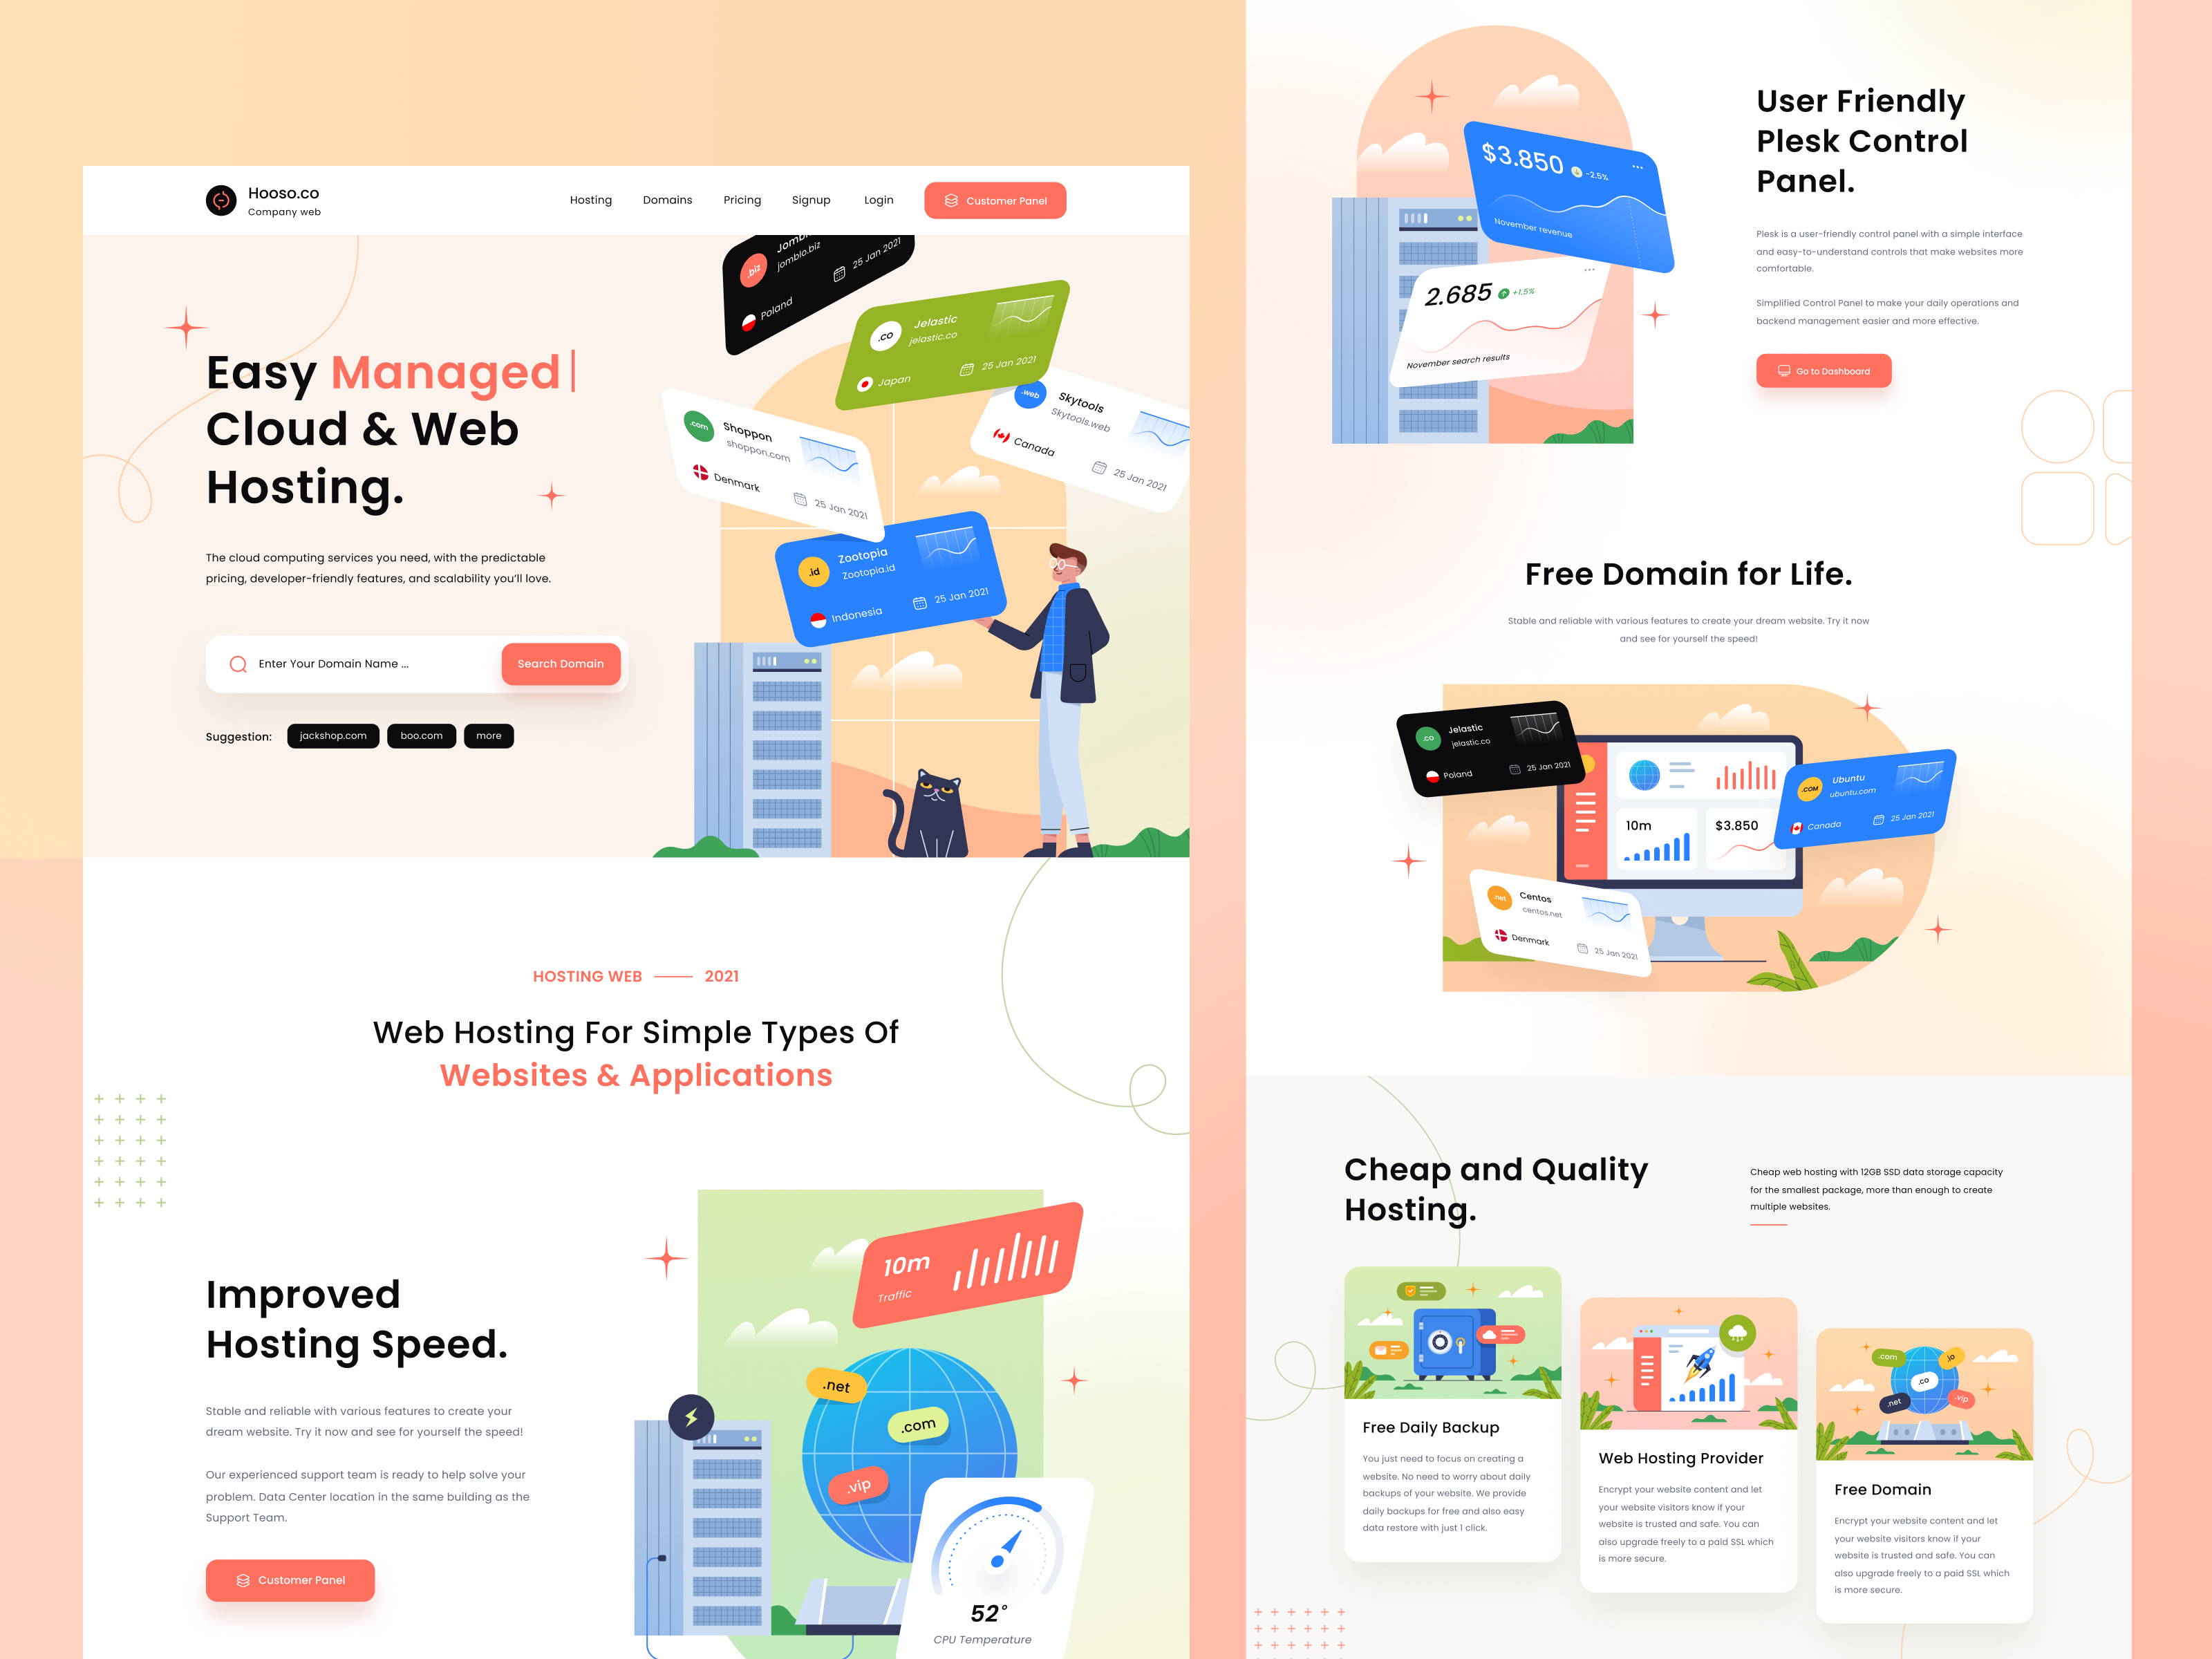 Hooso.co
Company web
Hosting
Domains
Pricing
Signup
Login
Customer Panel
Easy Managed
Cloud & Web
Hosting.
The cloud computing services you need, with the predictable
pricing, developer-friendly features, and scalability you'll love.
Enter Your Domain Name ...
Search Domain
Suggestion:
jackshop.com
boo.com
more
.biz
jomblo.biz
Poland
25 Jan 2021
.co
Jelastic
jelastic.co
Japan
25 Jan 2021
.web
Skytools
Skytools.web
Canada
25 Jan 2021
.com
Shoppon
shoppon.com
Denmark
25 Jan 2021
.id
Zootopia
Zootopia.id
Indonesia
25 Jan 2021
HOSTING WEB
2021
Web Hosting For Simple Types Of
Websites & Applications
Improved
Hosting Speed.
Stable and reliable with various features to create your
dream website. Try it now and see for yourself the speed!
Our experienced support team is ready to help solve your
problem. Data Center location in the same building as the
Support Team.
Customer Panel
10m
Traffic
.net
.com
.vip
52°
CPU Temperature
$3.850
-2.5%
November revenue
2.685
+1.5%
November search results
User Friendly
Plesk Control
Panel.
Plesk is a user-friendly control panel with a simple interface
and easy-to-understand controls that make websites more
comfortable.
Simplified Control Panel to make your daily operations and
backend management easier and more effective.
Go to Dashboard
Free Domain for Life.
Stable and reliable with various features to create your dream website. Try it now
and see for yourself the speed!
.co
Jelastic
jelastic.co
Poland
25 Jan 2021
10m
$3.850
.COM
Ubuntu
ubuntu.com
Canada
25 Jan 2021
.net
Centos
centos.net
Denmark
25 Jan 2021
Cheap and Quality
Hosting.
Cheap web hosting with 12GB SSD data storage capacity
for the smallest package, more than enough to create
multiple websites.
Free Daily Backup
You just need to focus on creating a
website. No need to worry about daily
backups of your website. We provide
daily backups for free and also easy
data restore with just 1 click.
Web Hosting Provider
Encrypt your website content and let
your website visitors know if your
website is trusted and safe. You can
also upgrade freely to a paid SSL which
is more secure.
.com
.io
.co
.net
.vip
Free Domain
Encrypt your website content and let
your website visitors know if your
website is trusted and safe. You can
also upgrade freely to a paid SSL which
is more secure.